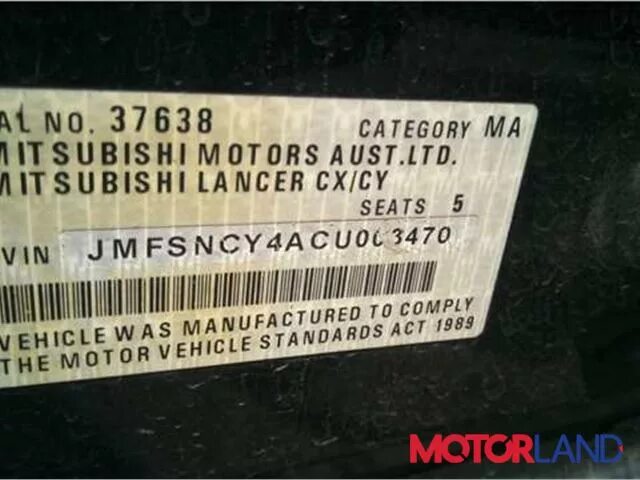 AL NO. 37638 CATEGORY MA
MITSUBISHI MOTORS AUST.LTD.
MITSUBISHI LANCER CX/CY
SEATS 5
VIN JMFSNCY4ACU003470
VEHICLE WAS MANUFACTURED TO COMPLY
THE MOTOR VEHICLE STANDARDS ACT 1989
MOTORLAND